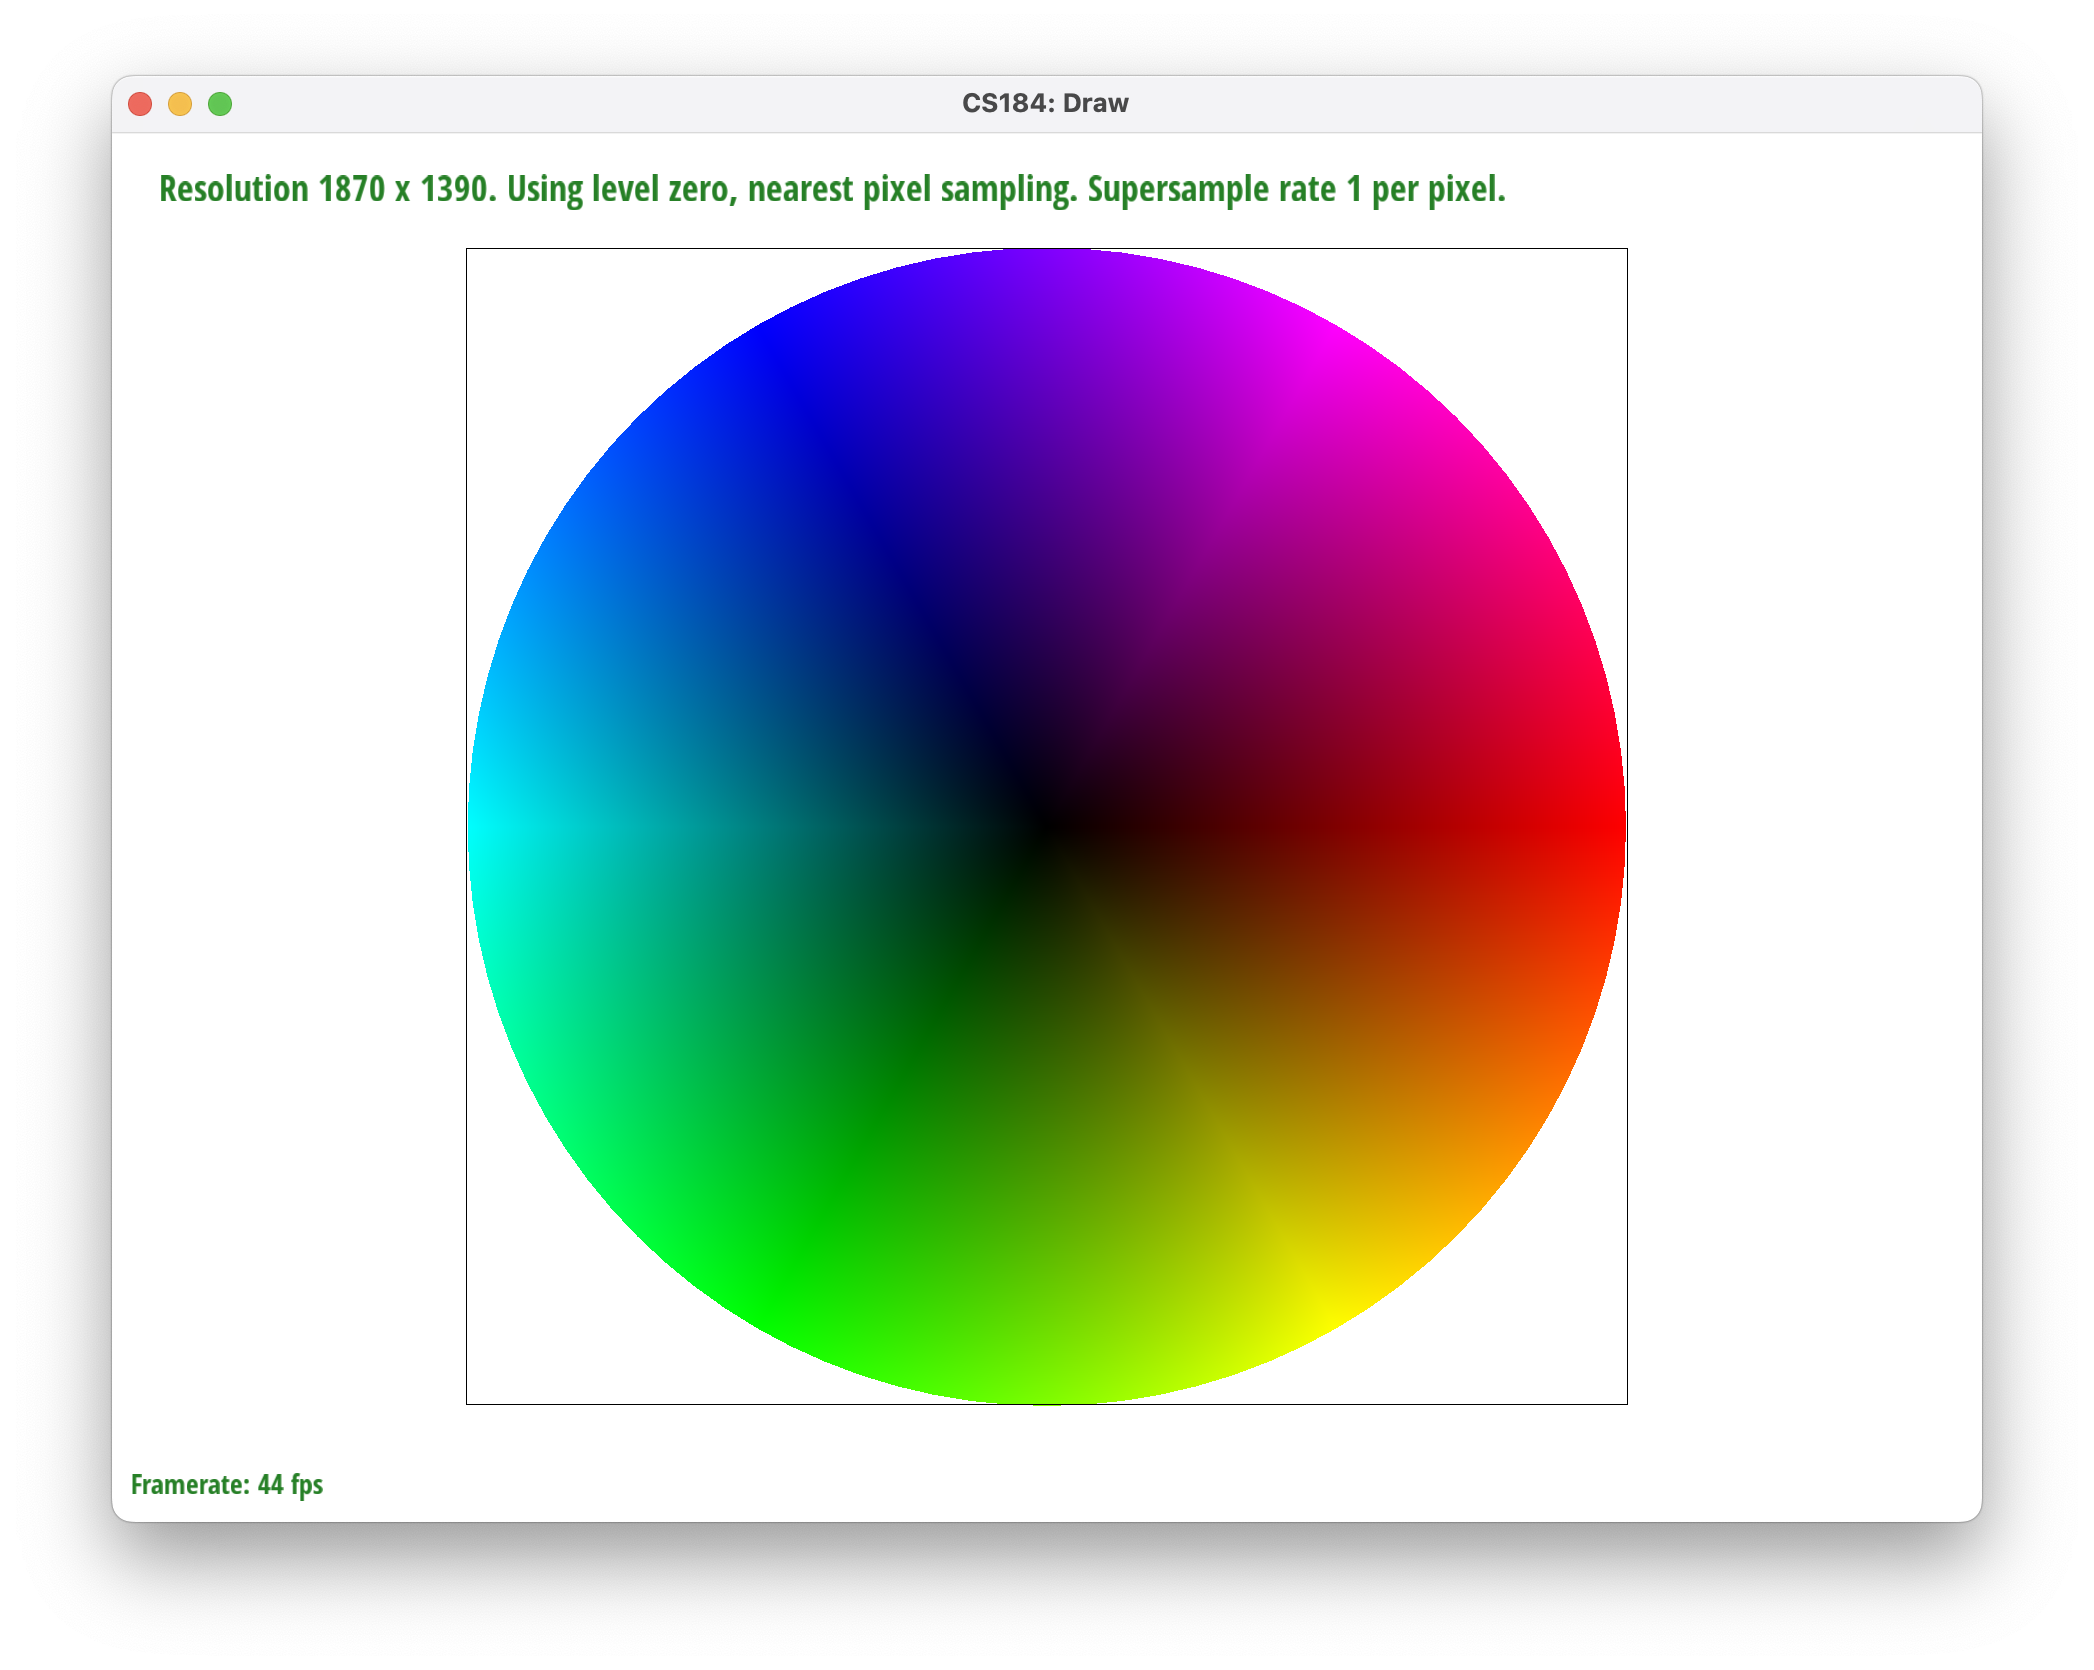 CS184: Draw
Resolution 1870 x 1390. Using level zero, nearest pixel sampling. Supersample rate 1 per pixel.
Framerate: 44 fps